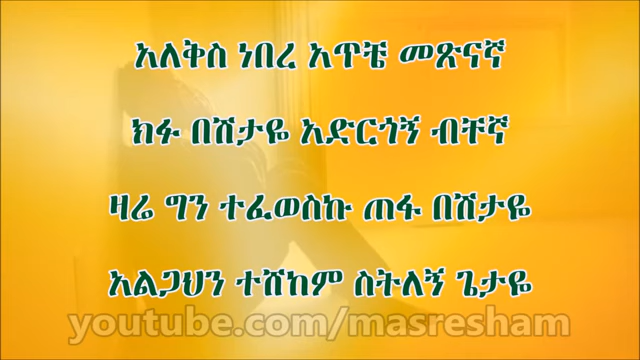 አለቅስ ነበረ አጥቼ መጽናኛ
ክፉ በሽታዬ አድርጎኝ ብቸኛ
ዛሬ ግን ተፈወስኩ ጠፋ በሽታዬ
አልጋህን ተሸከም ስትለኝ ጌታዬ
youtube.com/masresham